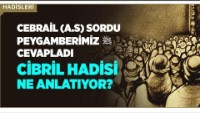 HADİSLERİ
CEBRAİL (A.S) SORDU
PEYGAMBERİMİZ ﷺ
CEVAPLADI
CİBRİL HADİSİ
NE ANLATIYOR?